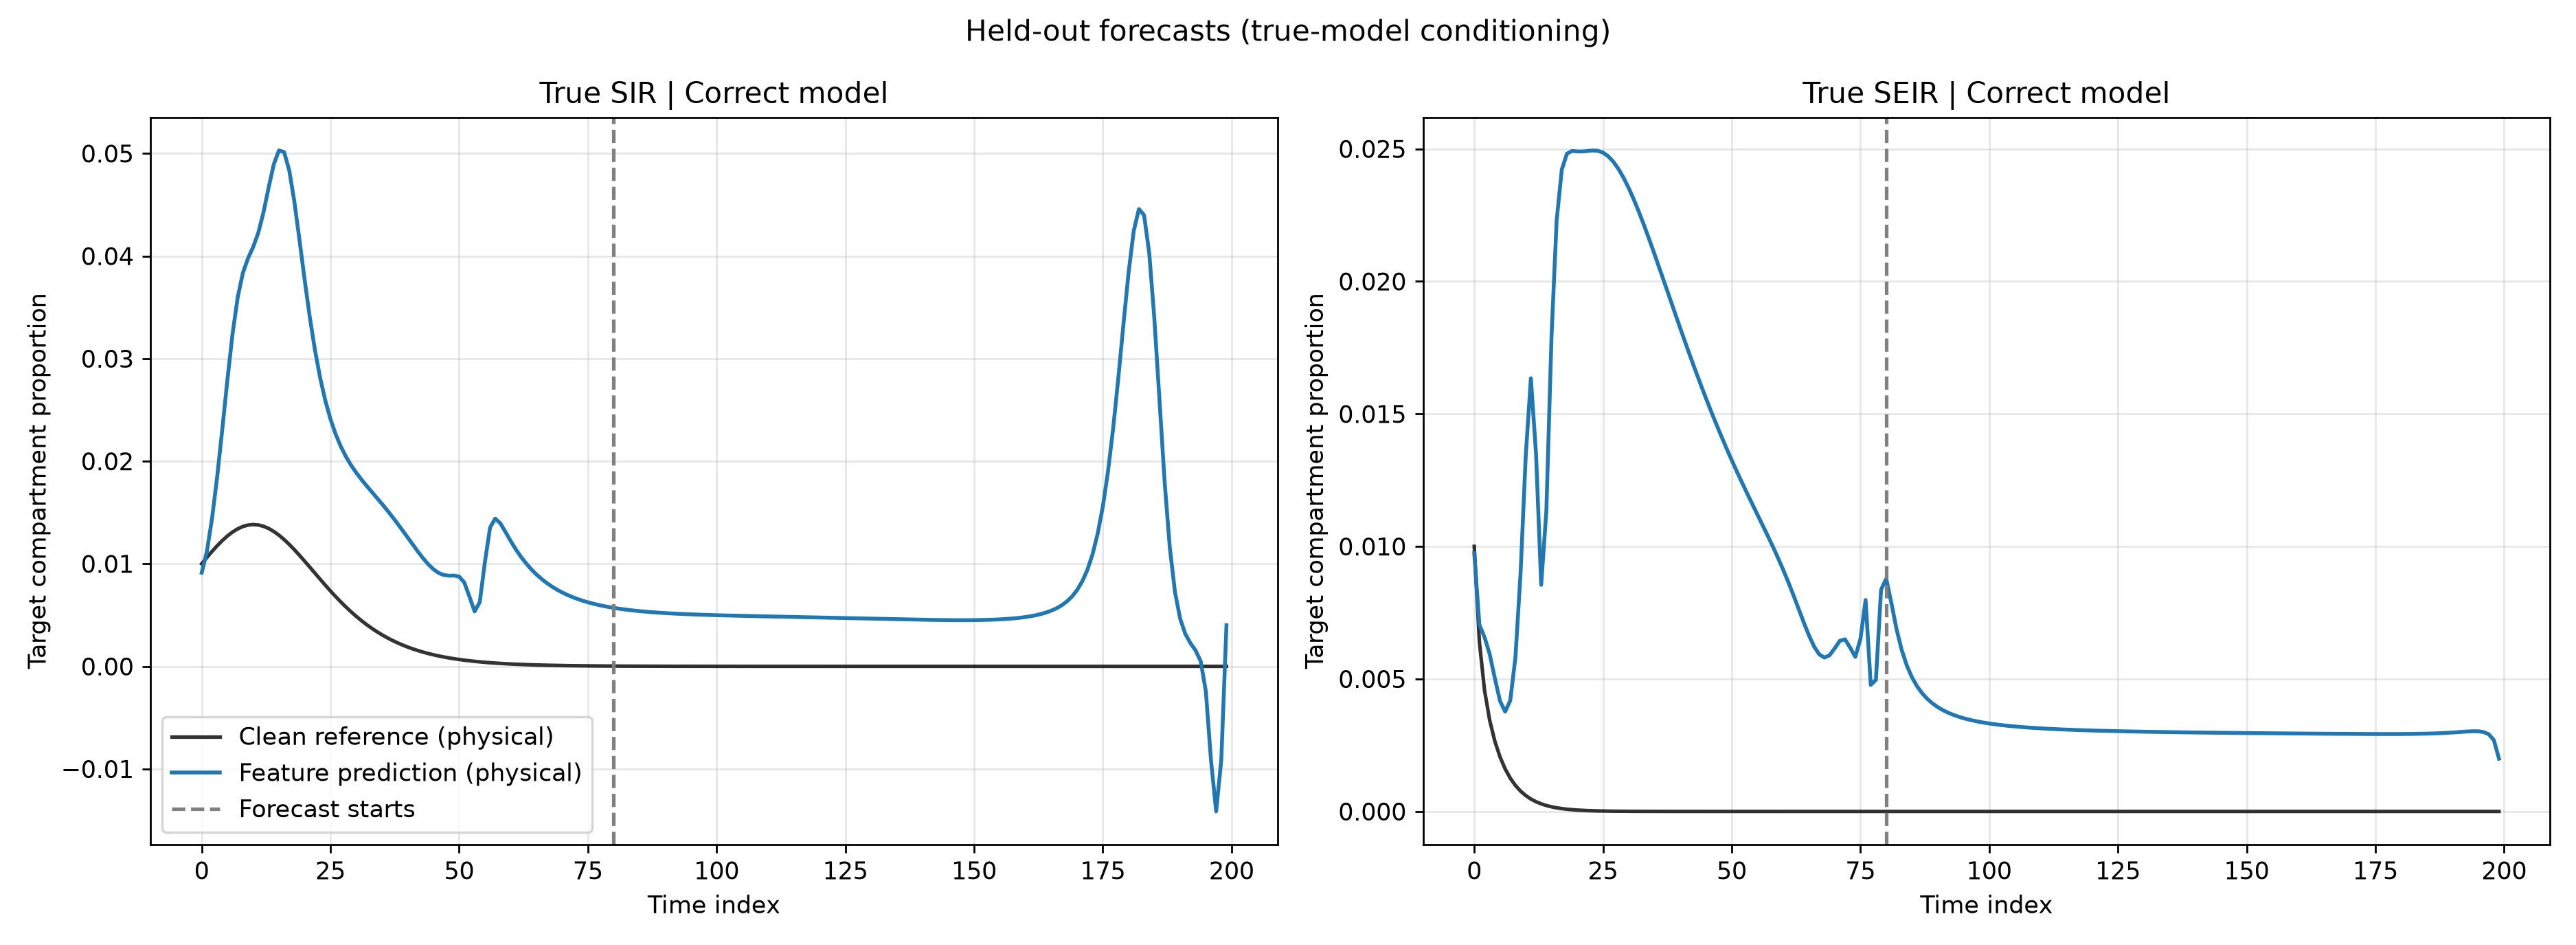 Held-out forecasts (true-model conditioning)
True SIR | Correct model
Target compartment proportion
0.05
0.04
0.03
0.02
0.01
0.00
−0.01
Clean reference (physical)
Feature prediction (physical)
Forecast starts
0 25 50 75 100 125 150 175 200
Time index
True SEIR | Correct model
Target compartment proportion
0.025
0.020
0.015
0.010
0.005
0.000
0 25 50 75 100 125 150 175 200
Time index